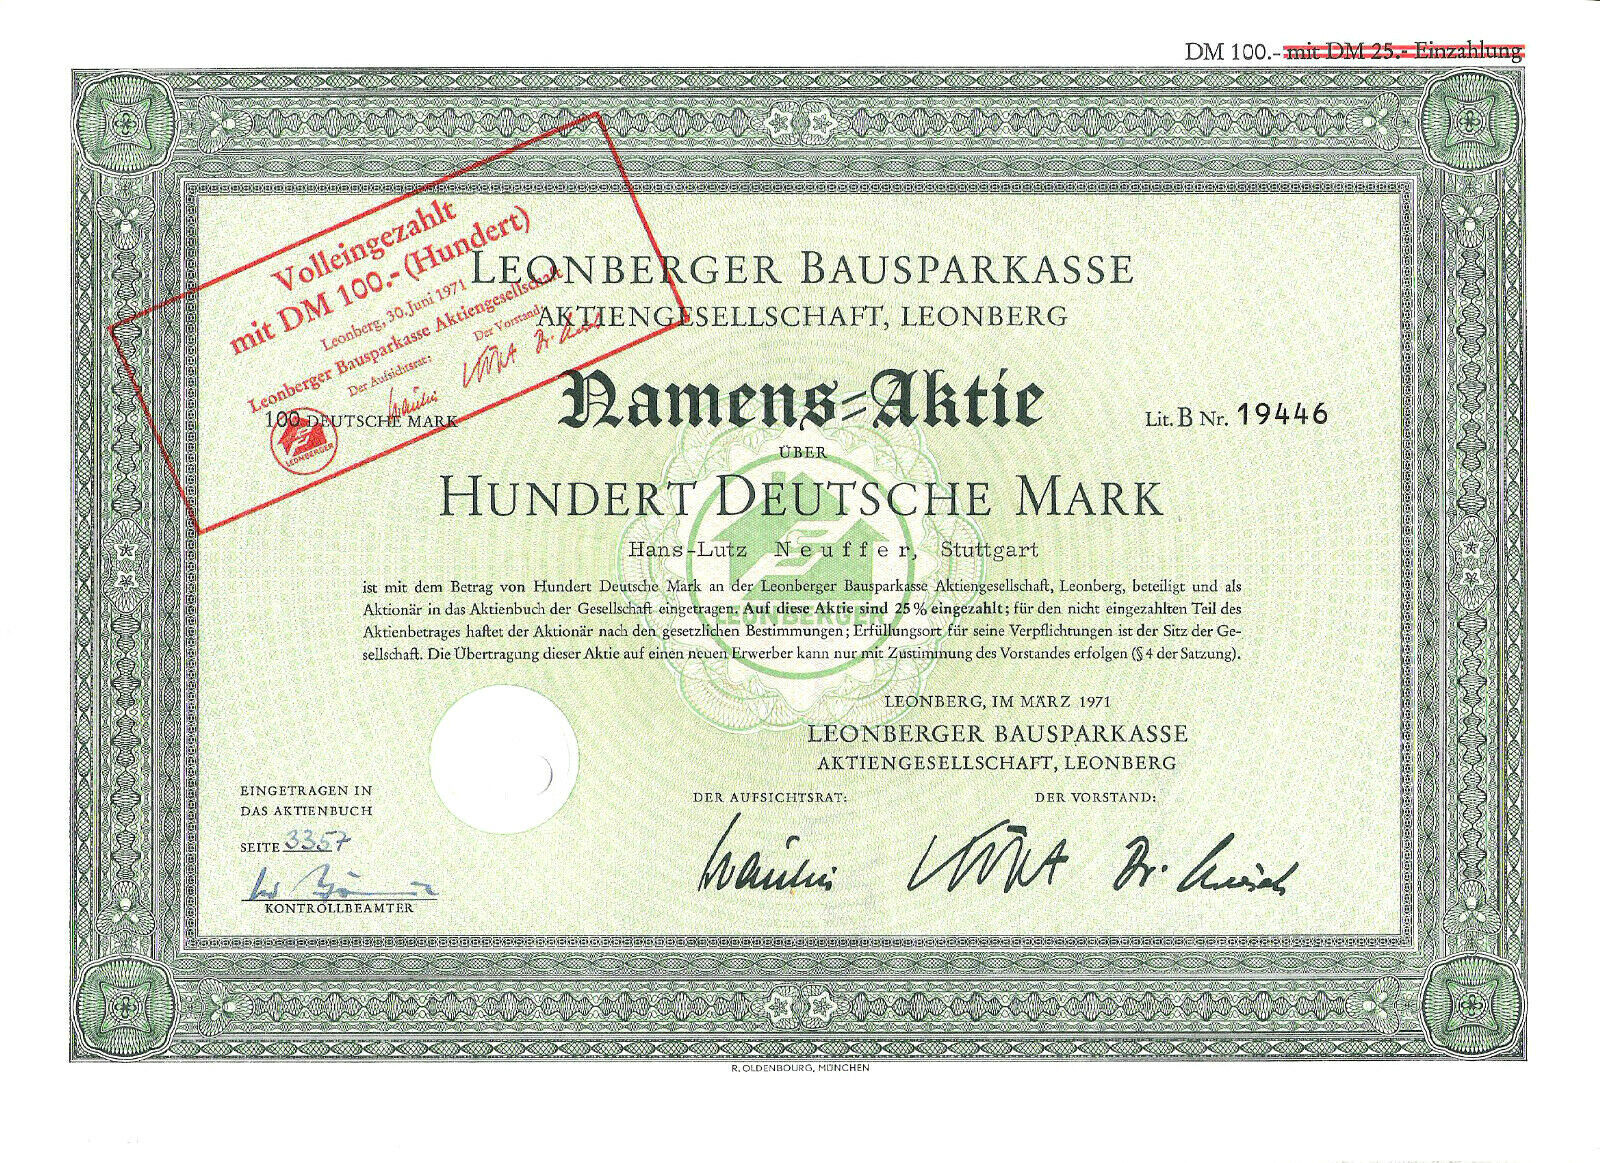 DM 100.- mit DM 25.- Einzahlung
Volleingezahlt
mit DM 100.- (Hundert)
Leonberg, 30. Juni 1971
Leonberger Bausparkasse Aktiengesellschaft
Der Aufsichtsrat: Der Vorstand:
LEONBERGER
LEONBERGER BAUSPARKASSE
AKTIENGESELLSCHAFT, LEONBERG
100 DEUTSCHE MARK
Namens-Aktie
Lit. B Nr. 19446
ÜBER
HUNDERT DEUTSCHE MARK
Hans-Lutz Neuffer, Stuttgart
ist mit dem Betrag von Hundert Deutsche Mark an der Leonberger Bausparkasse Aktiengesellschaft, Leonberg, beteiligt und als
Aktionär in das Aktienbuch der Gesellschaft eingetragen. Auf diese Aktie sind 25% eingezahlt; für den nicht eingezahlten Teil des
Aktienbetrages haftet der Aktionär nach den gesetzlichen Bestimmungen; Erfüllungsort für seine Verpflichtungen ist der Sitz der Ge-
sellschaft. Die Übertragung dieser Aktie auf einen neuen Erwerber kann nur mit Zustimmung des Vorstandes erfolgen (§ 4 der Satzung).
LEONBERGER
LEONBERG, IM MÄRZ 1971
LEONBERGER BAUSPARKASSE
AKTIENGESELLSCHAFT, LEONBERG
DER AUFSICHTSRAT: DER VORSTAND:
EINGETRAGEN IN
DAS AKTIENBUCH
SEITE 3357
KONTROLLBEAMTER
R. OLDENBOURG, MÜNCHEN